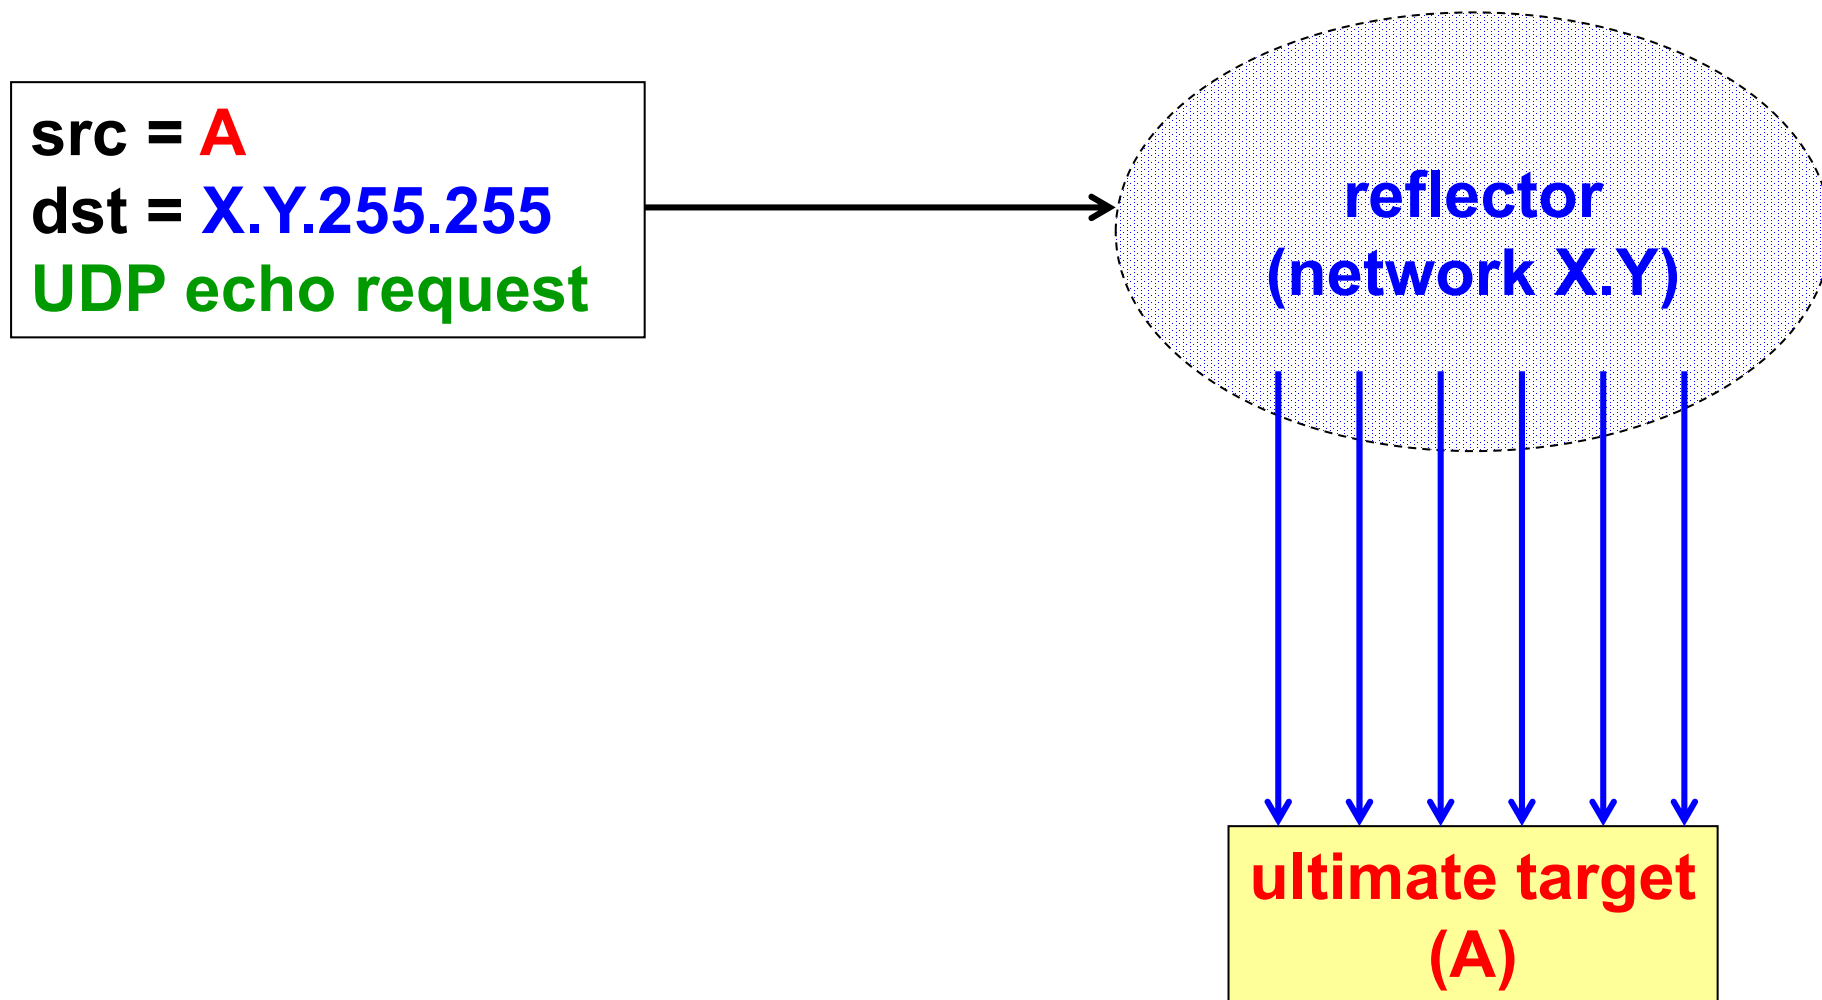 src = A
dst = X.Y.255.255
UDP echo request
reflector
(network X.Y)
ultimate target
(A)